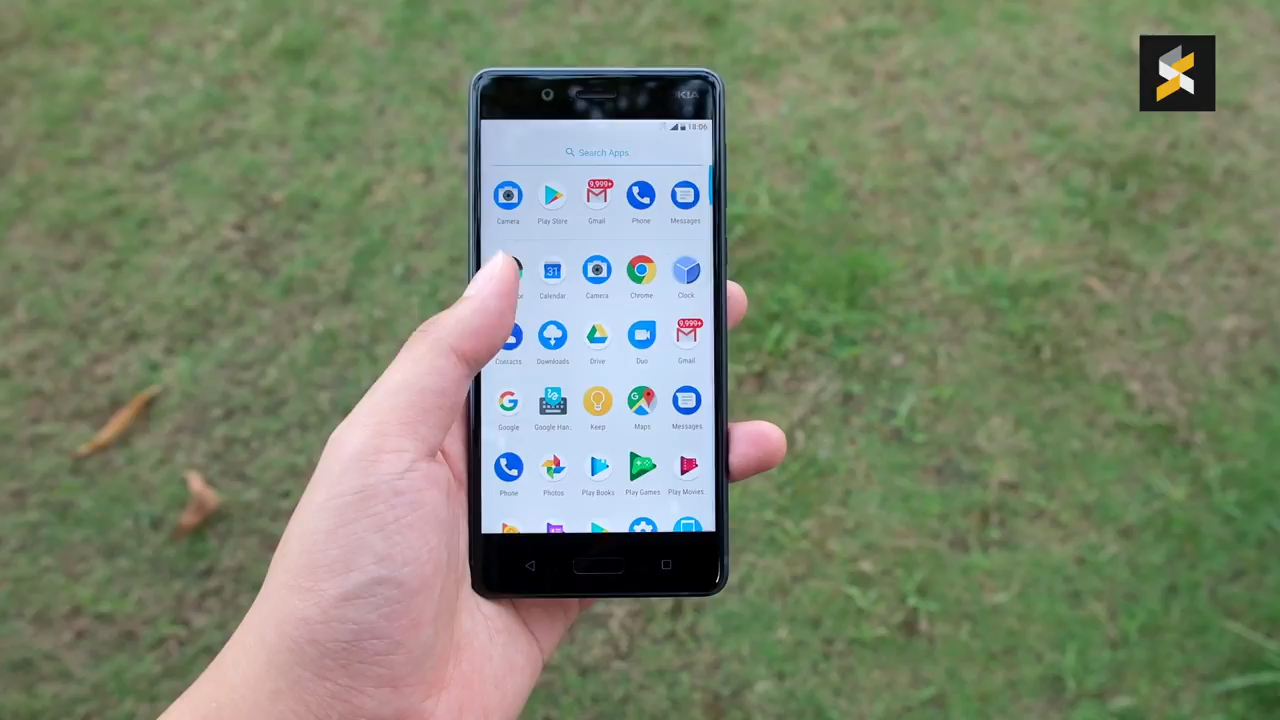 NOKIA
18:06
Search Apps
9,999+
Camera Play Store Gmail Phone Messages
31
Calendar Camera Chrome Clock
9,999+
Contacts Downloads Drive Duo Gmail
G G
Google Google Han.. Keep Maps Messages
Phone Photos Play Books Play Games Play Movies..